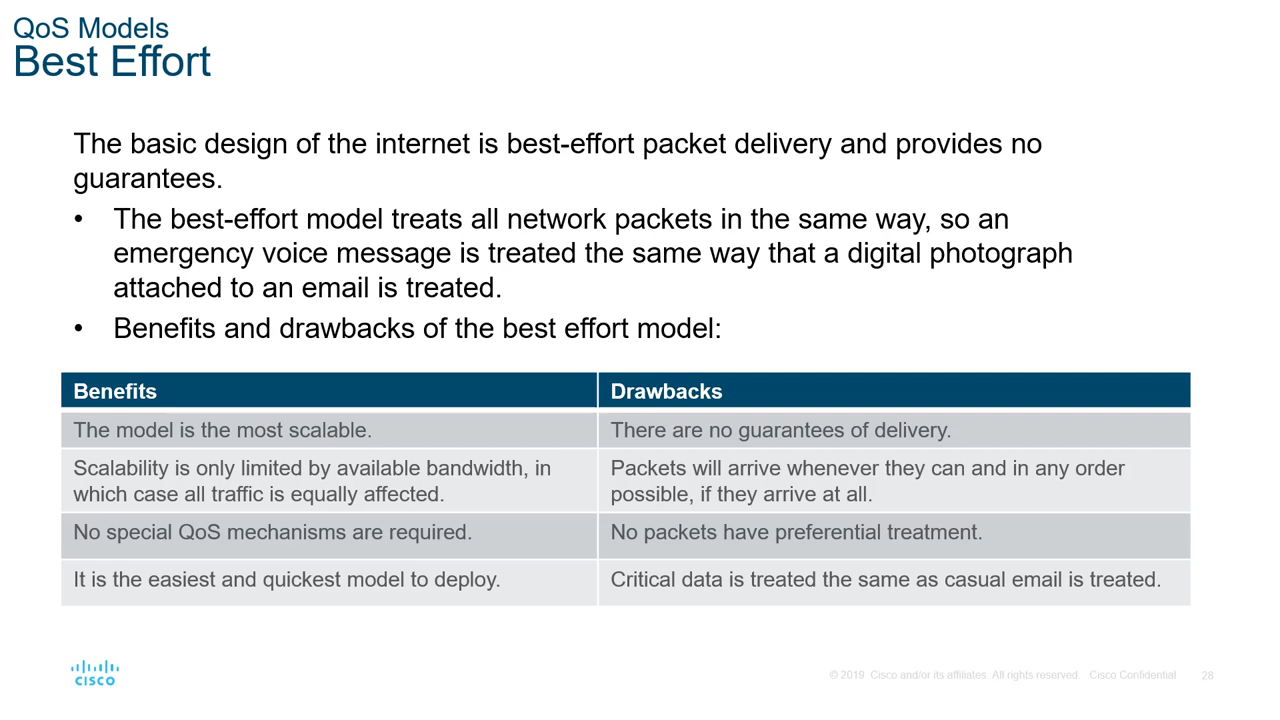 QoS Models
Best Effort
The basic design of the internet is best-effort packet delivery and provides no
guarantees.
• The best-effort model treats all network packets in the same way, so an
emergency voice message is treated the same way that a digital photograph
attached to an email is treated.
• Benefits and drawbacks of the best effort model:
Benefits
Drawbacks
The model is the most scalable.
There are no guarantees of delivery.
Scalability is only limited by available bandwidth, in
which case all traffic is equally affected.
Packets will arrive whenever they can and in any order
possible, if they arrive at all.
No special QoS mechanisms are required.
No packets have preferential treatment.
It is the easiest and quickest model to deploy.
Critical data is treated the same as casual email is treated.
CISCO
© 2019 Cisco and/or its affiliates. All rights reserved. Cisco Confidential
28